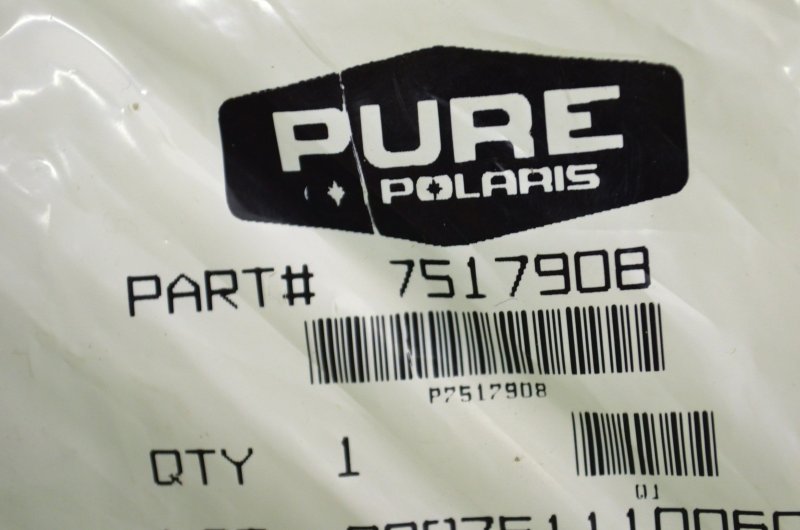 PURE
POLARIS
PART# 7517908
P7517908
QTY 1
Q1